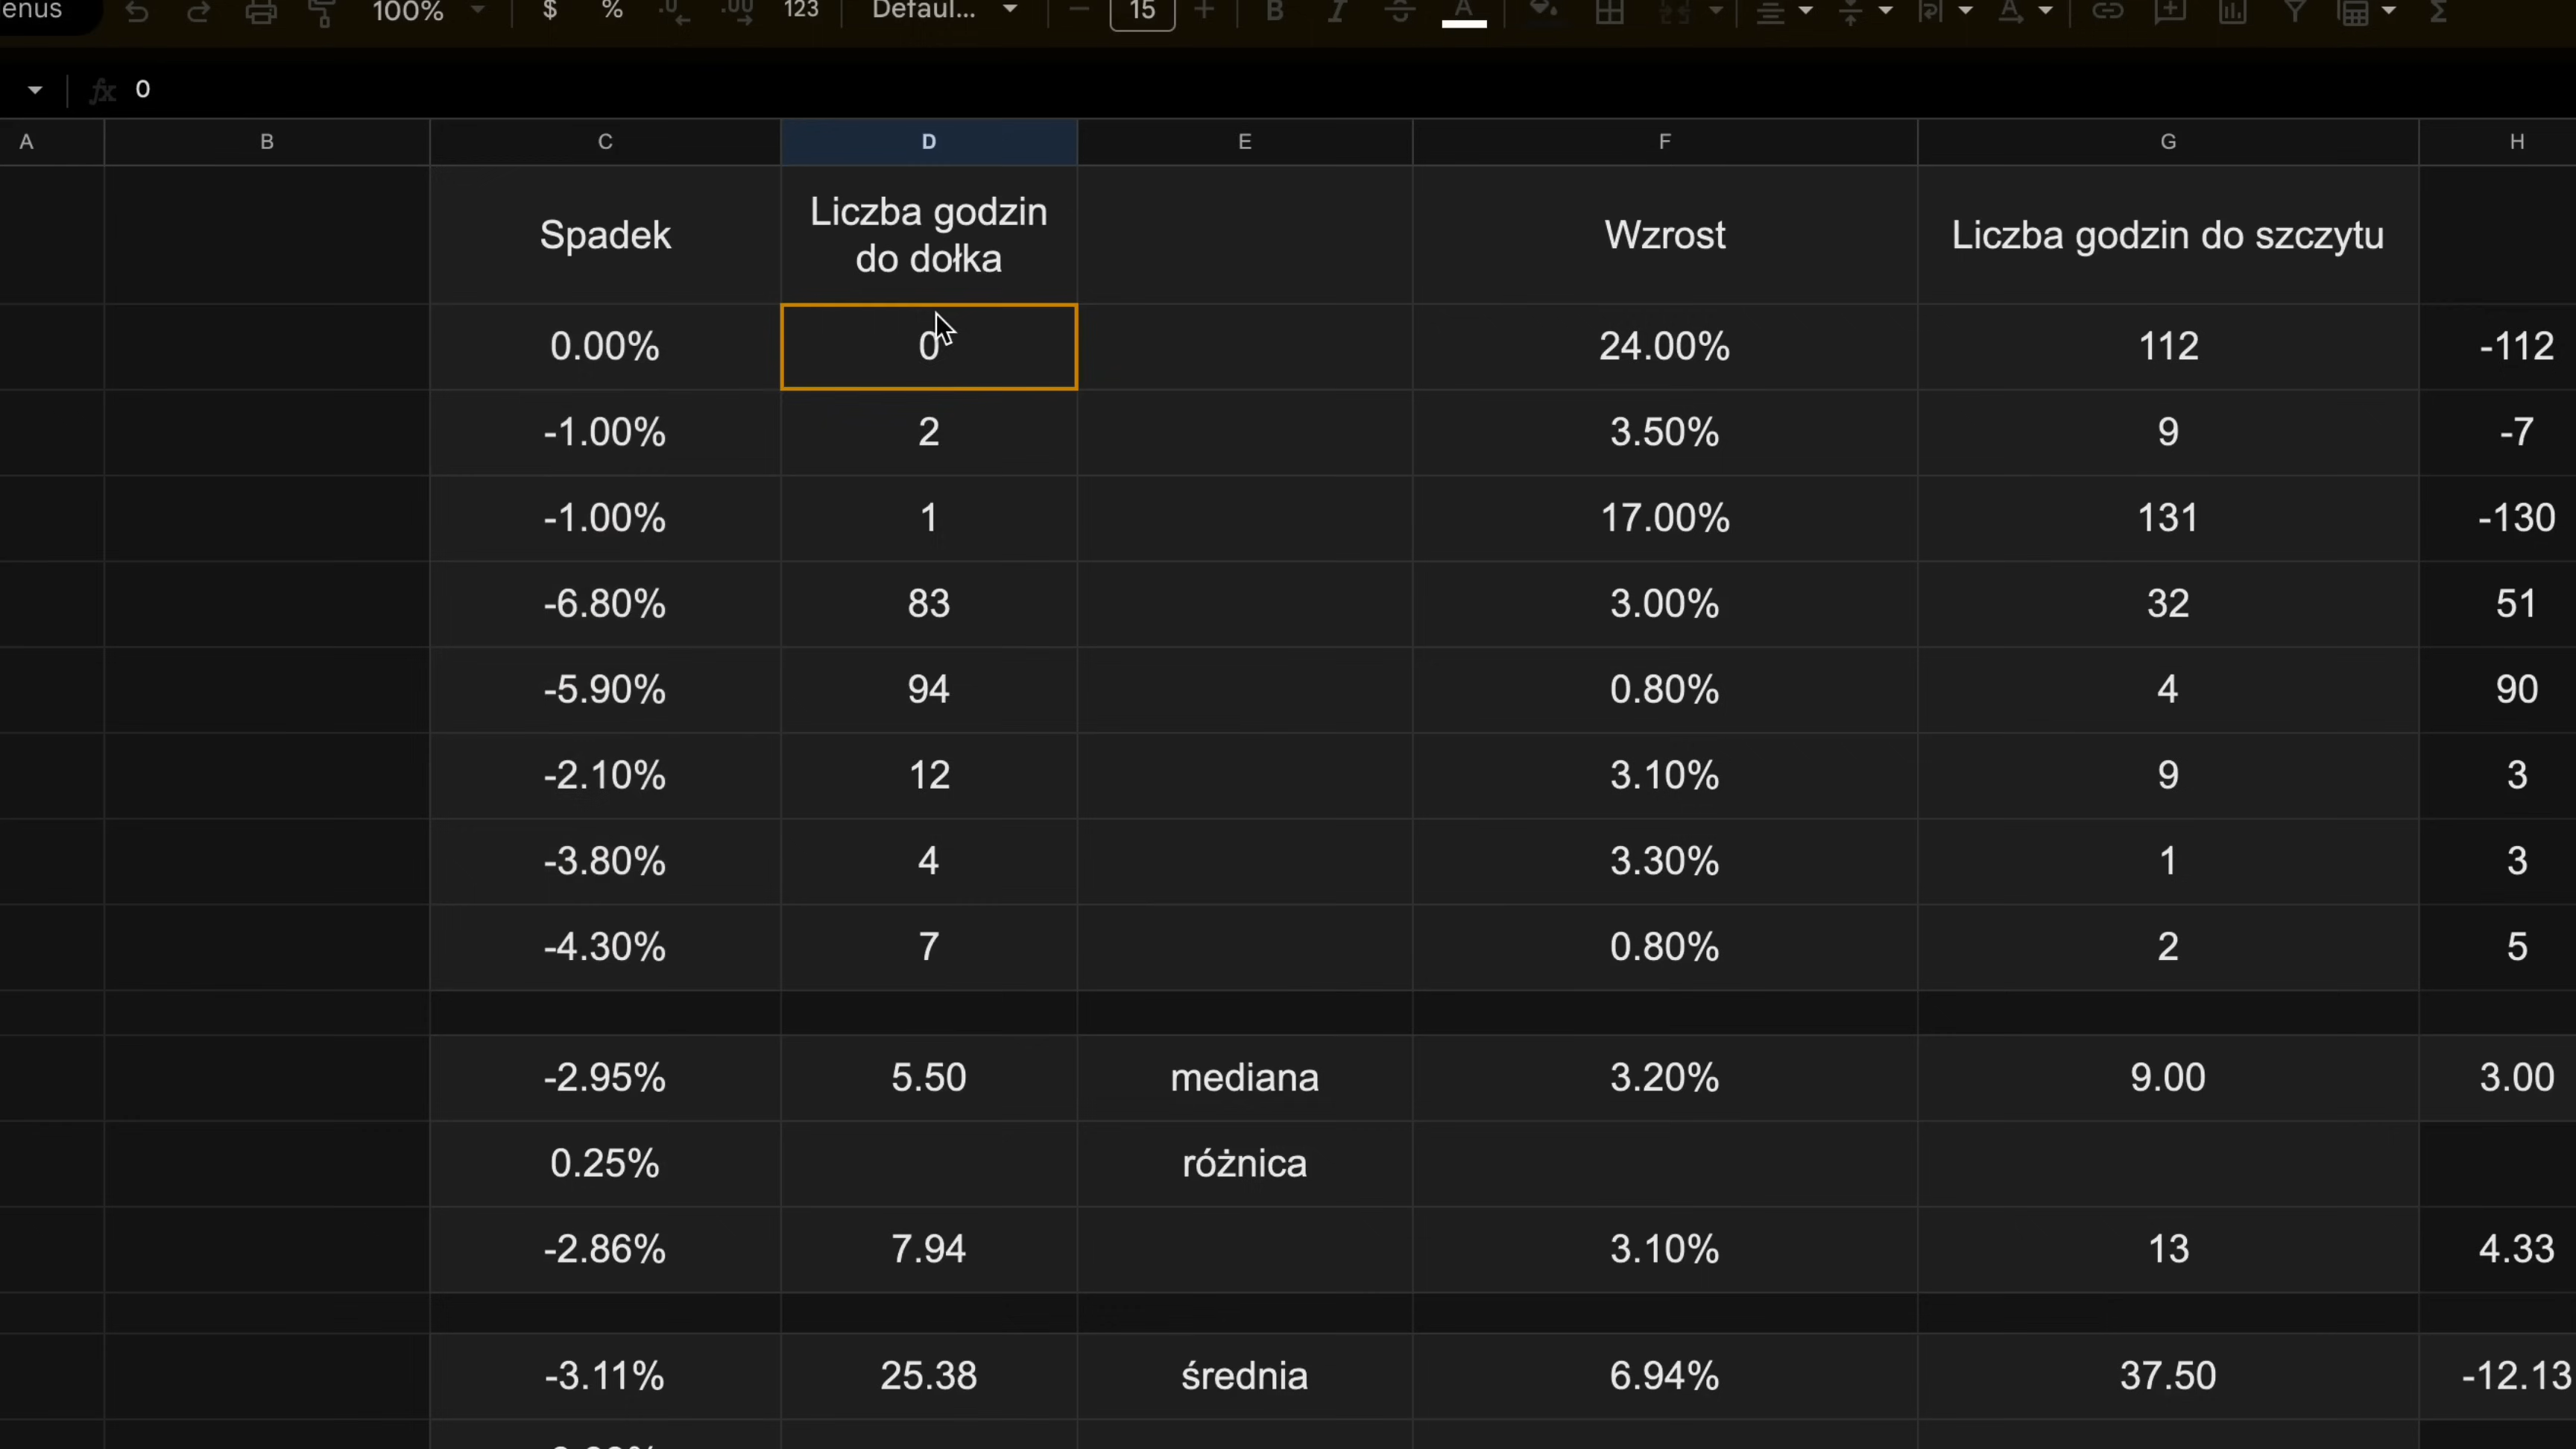 enus 100% $ % .0 .00 123 Defaul... 15 B I S A Σ
fx 0
A B C D E F G H
Spadek Liczba godzin do dołka Wzrost Liczba godzin do szczytu
0.00% 0 24.00% 112 -112
-1.00% 2 3.50% 9 -7
-1.00% 1 17.00% 131 -130
-6.80% 83 3.00% 32 51
-5.90% 94 0.80% 4 90
-2.10% 12 3.10% 9 3
-3.80% 4 3.30% 1 3
-4.30% 7 0.80% 2 5
-2.95% 5.50 mediana 3.20% 9.00 3.00
0.25% różnica
-2.86% 7.94 3.10% 13 4.33
-3.11% 25.38 średnia 6.94% 37.50 -12.13